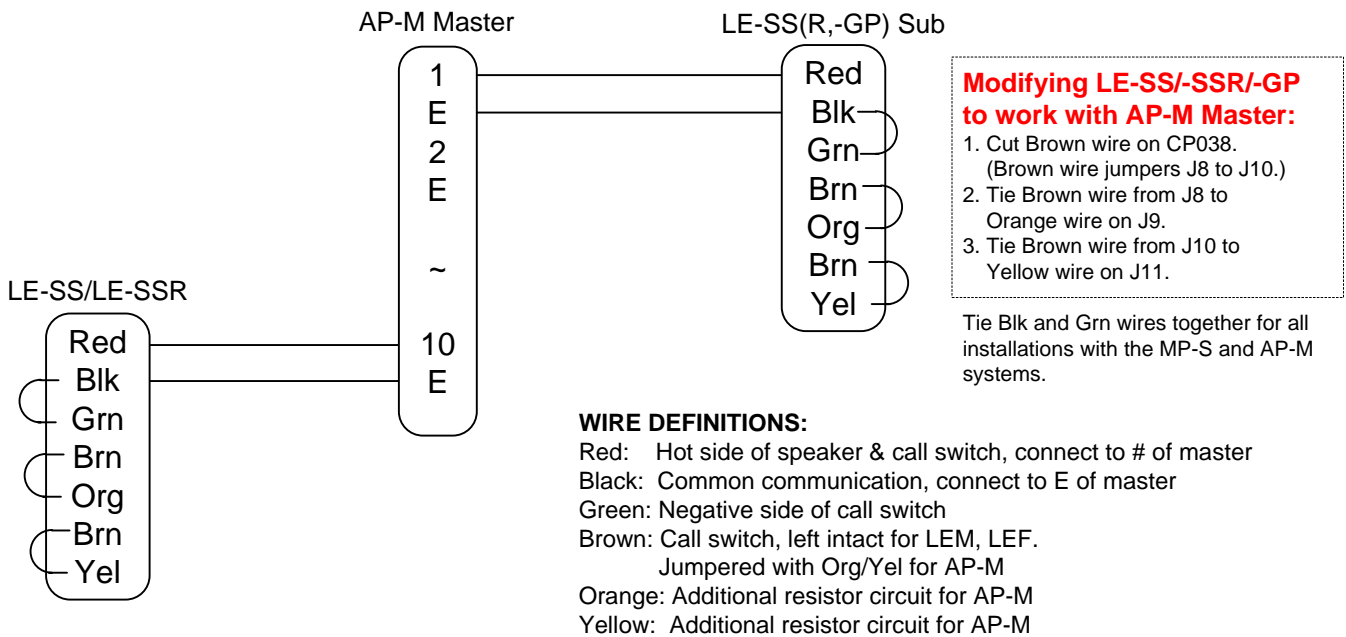 AP-M Master
1
E
2
E
~
10
E
LE-SS(R,-GP) Sub
Red
Blk
Grn
Brn
Org
Brn
Yel
Modifying LE-SS/-SSR/-GP
to work with AP-M Master:
1. Cut Brown wire on CP038.
(Brown wire jumpers J8 to J10.)
2. Tie Brown wire from J8 to
Orange wire on J9.
3. Tie Brown wire from J10 to
Yellow wire on J11.
Tie Blk and Grn wires together for all
installations with the MP-S and AP-M
systems.
LE-SS/LE-SSR
Red
Blk
Grn
Brn
Org
Brn
Yel
WIRE DEFINITIONS:
Red: Hot side of speaker & call switch, connect to # of master
Black: Common communication, connect to E of master
Green: Negative side of call switch
Brown: Call switch, left intact for LEM, LEF.
Jumpered with Org/Yel for AP-M
Orange: Additional resistor circuit for AP-M
Yellow: Additional resistor circuit for AP-M